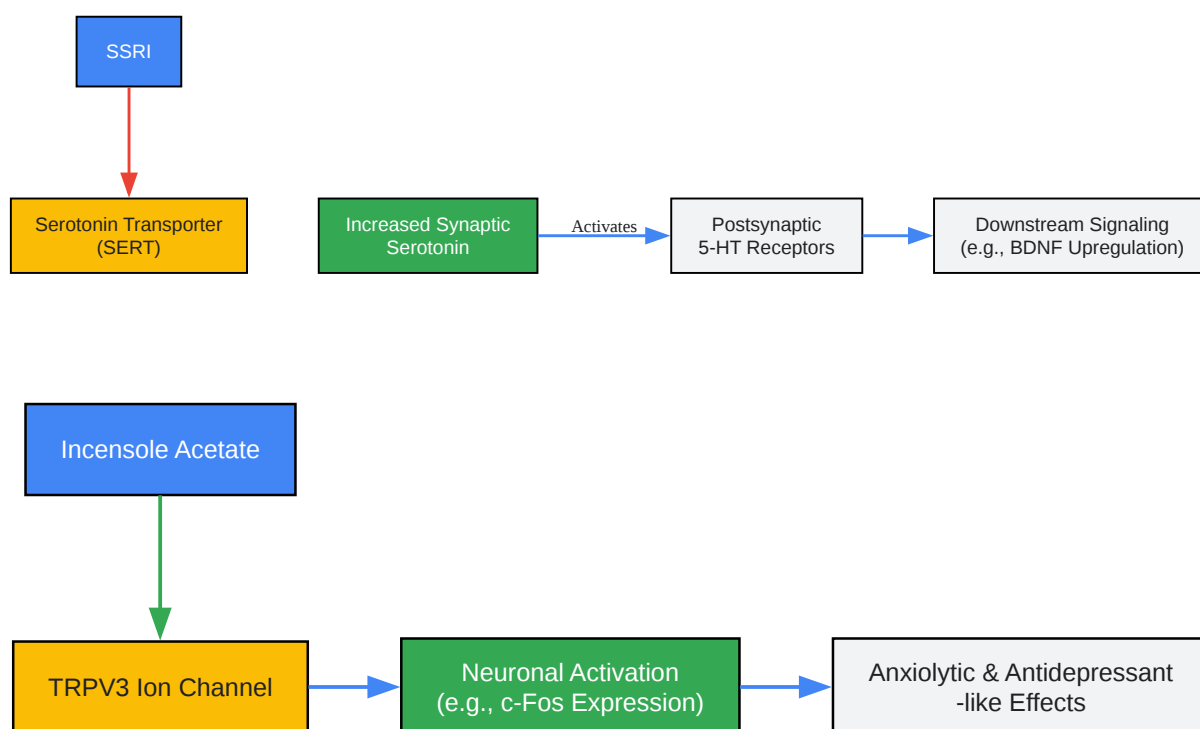 SSRI
Serotonin Transporter
(SERT)
Increased Synaptic
Serotonin
Activates
Postsynaptic
5-HT Receptors
Downstream Signaling
(e.g., BDNF Upregulation)
Incensole Acetate
TRPV3 Ion Channel
Neuronal Activation
(e.g., c-Fos Expression)
Anxiolytic & Antidepressant
-like Effects